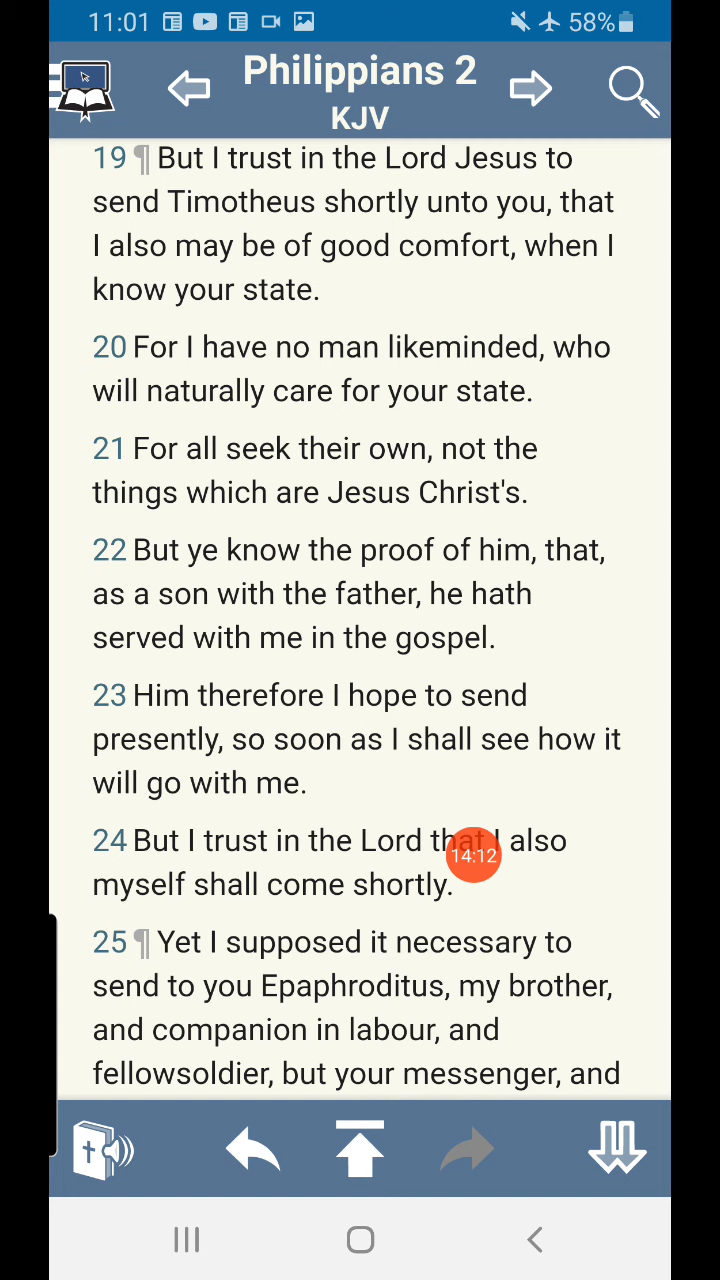 11:01 58%
Philippians 2
KJV
19 ¶ But I trust in the Lord Jesus to
send Timotheus shortly unto you, that
I also may be of good comfort, when I
know your state.
20 For I have no man likeminded, who
will naturally care for your state.
21 For all seek their own, not the
things which are Jesus Christ's.
22 But ye know the proof of him, that,
as a son with the father, he hath
served with me in the gospel.
23 Him therefore I hope to send
presently, so soon as I shall see how it
will go with me.
24 But I trust in the Lord that I also
14:12
myself shall come shortly.
25 ¶ Yet I supposed it necessary to
send to you Epaphroditus, my brother,
and companion in labour, and
fellowsoldier, but your messenger, and